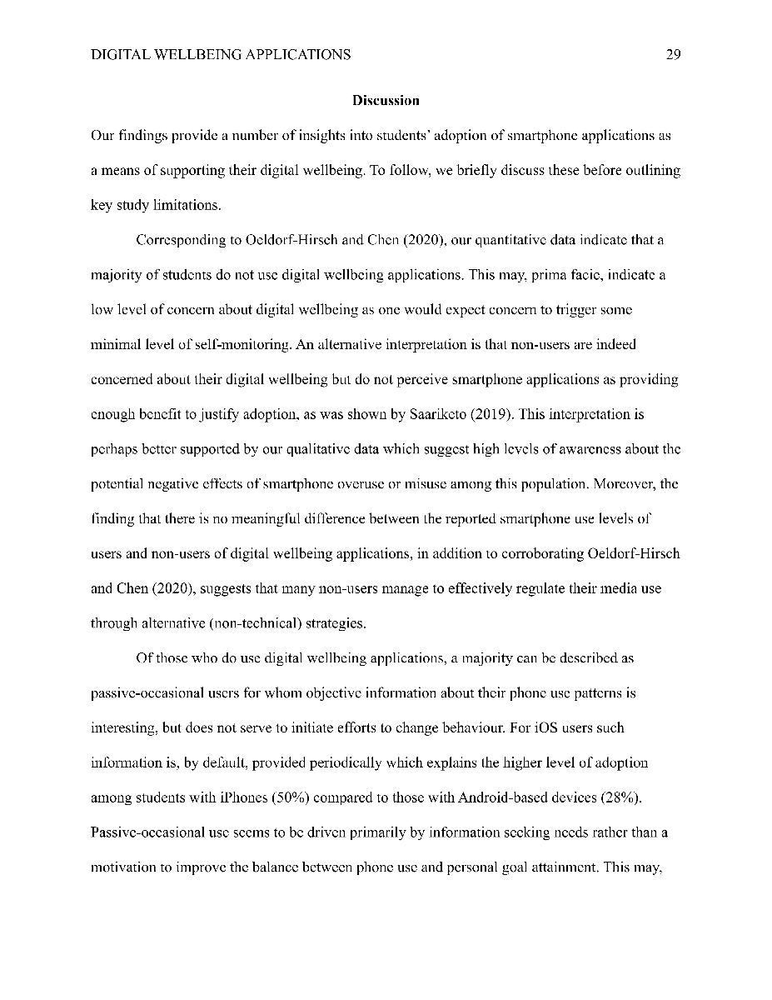 DIGITAL WELLBEING APPLICATIONS 29
Discussion
Our findings provide a number of insights into students’ adoption of smartphone applications as
a means of supporting their digital wellbeing. To follow, we briefly discuss these before outlining
key study limitations.
Corresponding to Oeldorf-Hirsch and Chen (2020), our quantitative data indicate that a
majority of students do not use digital wellbeing applications. This may, prima facie, indicate a
low level of concern about digital wellbeing as one would expect concern to trigger some
minimal level of self-monitoring. An alternative interpretation is that non-users are indeed
concerned about their digital wellbeing but do not perceive smartphone applications as providing
enough benefit to justify adoption, as was shown by Saariketo (2019). This interpretation is
perhaps better supported by our qualitative data which suggest high levels of awareness about the
potential negative effects of smartphone overuse or misuse among this population. Moreover, the
finding that there is no meaningful difference between the reported smartphone use levels of
users and non-users of digital wellbeing applications, in addition to corroborating Oeldorf-Hirsch
and Chen (2020), suggests that many non-users manage to effectively regulate their media use
through alternative (non-technical) strategies.
Of those who do use digital wellbeing applications, a majority can be described as
passive-occasional users for whom objective information about their phone use patterns is
interesting, but does not serve to initiate efforts to change behaviour. For iOS users such
information is, by default, provided periodically which explains the higher level of adoption
among students with iPhones (50%) compared to those with Android-based devices (28%).
Passive-occasional use seems to be driven primarily by information seeking needs rather than a
motivation to improve the balance between phone use and personal goal attainment. This may,